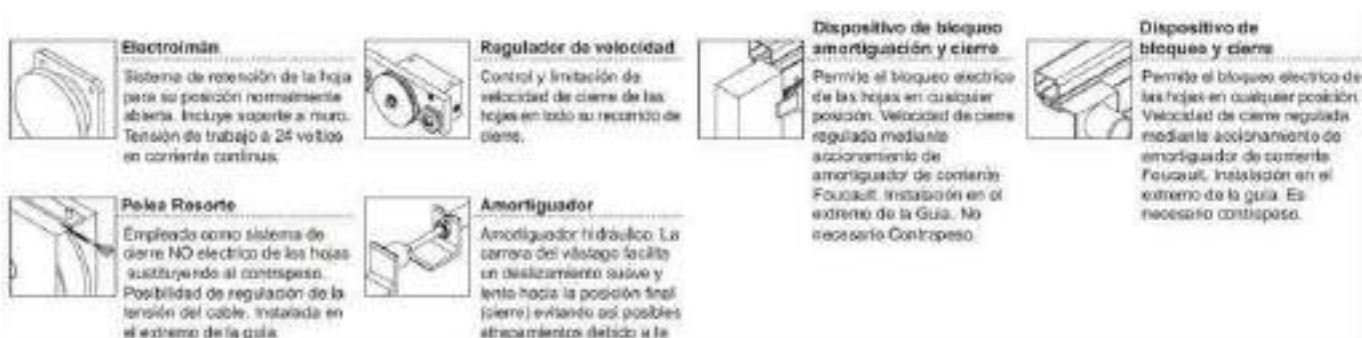 Electroimán
Sistema de retención de la hoja
para su posición normalmente
abierta. Incluye soporte a muro.
Tensión de trabajo a 24 voltios
en corriente continua.
Regulador de velocidad
Control y limitación de
velocidad de cierre de las
hojas en todo su recorrido de
cierre.
Dispositivo de bloqueo
amortiguación y cierre
Permite el bloqueo electrico
de las hojas en cualquier
posición. Velocidad de cierre
regulada mediante
accionamiento de
amortiguador de corriente
Foucault. Instalación en el
extremo de la Guia. No
necesario Contrapeso.
Dispositivo de
bloqueo y cierre
Permite el bloqueo electrico de
las hojas en cualquier posición.
Velocidad de cierre regulada
mediante accionamiento de
amortiguador de corriente
Foucault. Instalación en el
extremo de la guia. Es
necesario contrapeso.
Polea Resorte
Empleada como sistema de
cierre NO electrico de las hojas
sustituyendo al contrapeso.
Posibilidad de regulación de la
tensión del cable. Instalada en
el extremo de la guia.
Amortiguador
Amortiguador hidráulico. La
carrera del vástago facilita
un deslizamiento suave y
lento hacia la posición final
(cierre) evitando así posibles
atrapamientos debido a la